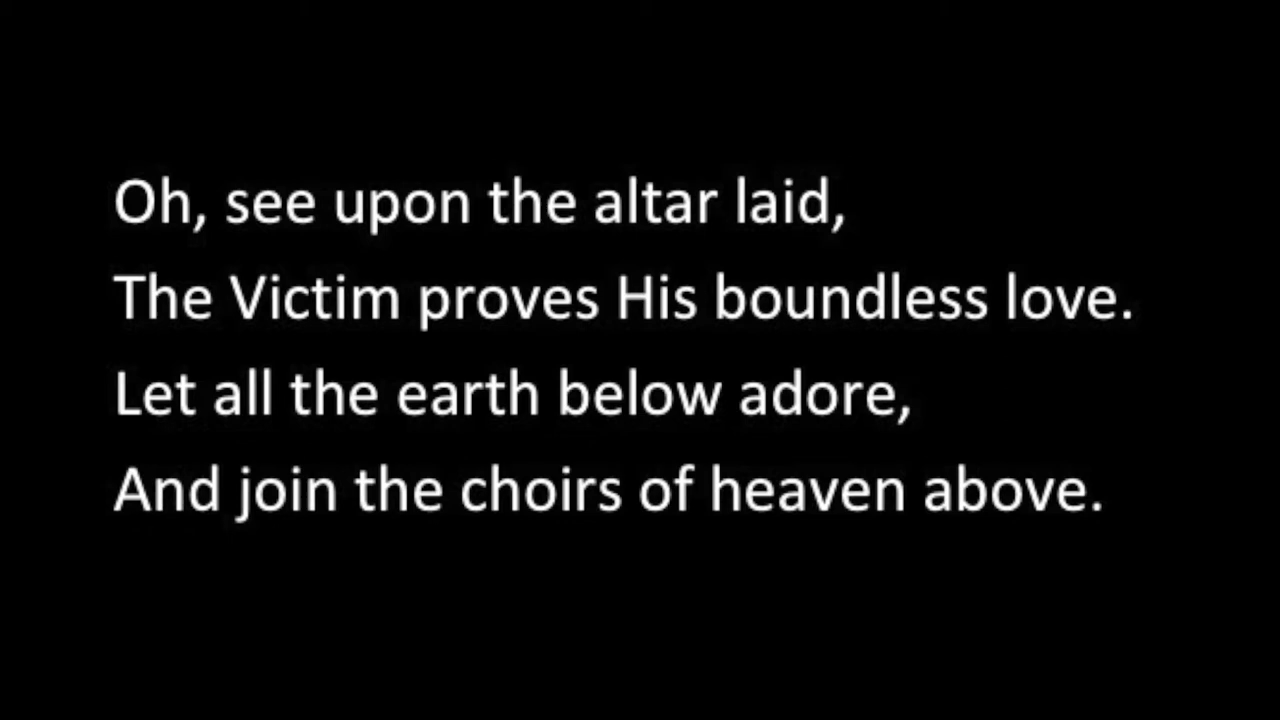 Oh, see upon the altar laid,
The Victim proves His boundless love.
Let all the earth below adore,
And join the choirs of heaven above.